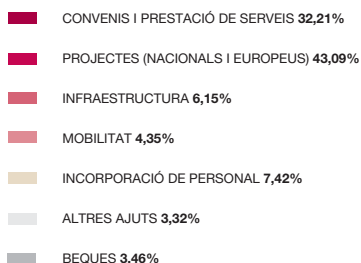 CONVENIS I PRESTACIÓ DE SERVEIS 32,21%
PROJECTES (NACIONALS I EUROPEUS) 43,09%
INFRAESTRUCTURA 6,15%
MOBILITAT 4,35%
INCORPORACIÓ DE PERSONAL 7,42%
ALTRES AJUTS 3,32%
BEQUES 3,46%